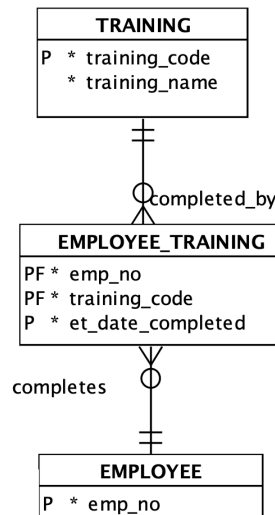 TRAINING
P * training_code
* training_name
completed_by
EMPLOYEE_TRAINING
PF * emp_no
PF * training_code
P * et_date_completed
completes
EMPLOYEE
P * emp_no